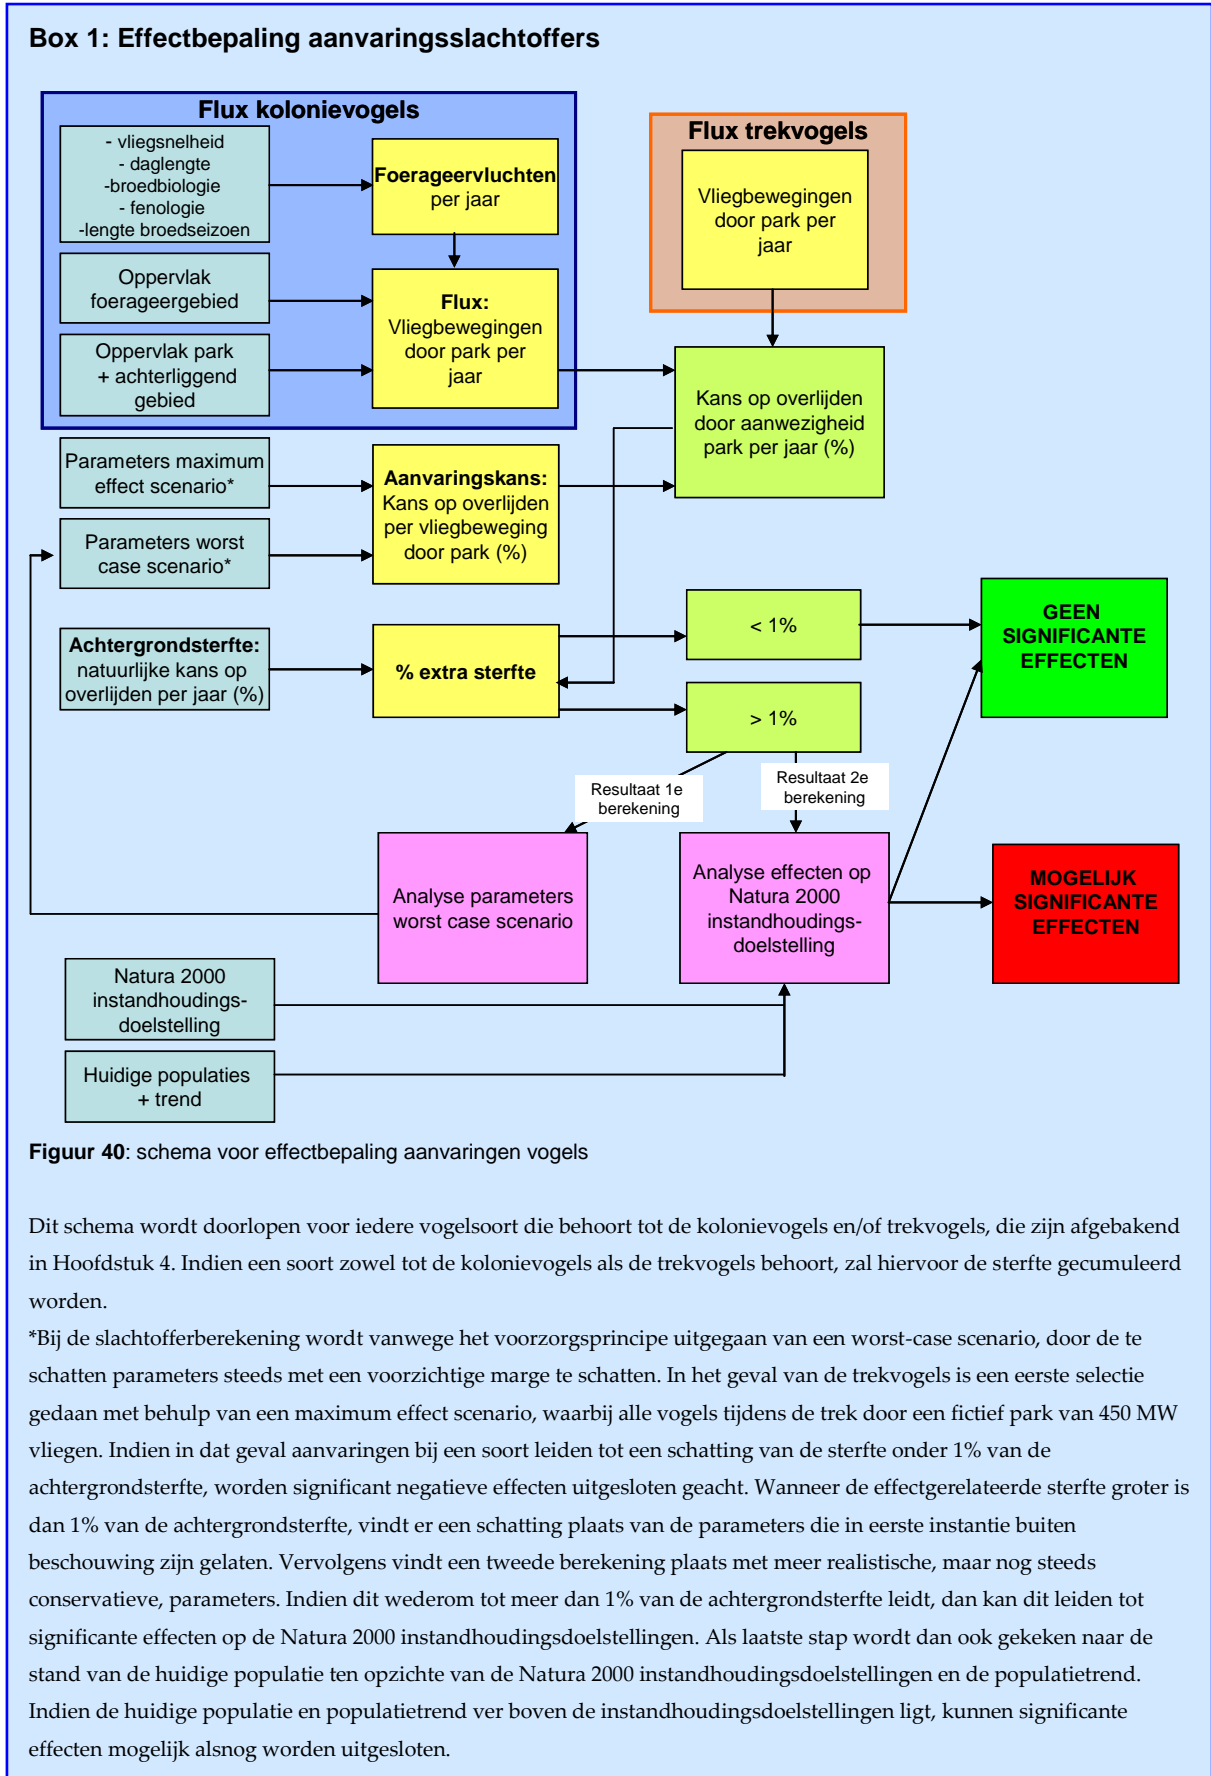 Box 1: Effectbepaling aanvaringsslachtoffers
Flux kolonievogels
- vliegsnelheid
- daglengte
-broedbiologie
- fenologie
-lengte broedseizoen
Foerageervluchten
per jaar
Oppervlak
foerageergebied
Flux:
Vliegbewegingen
door park per
jaar
Oppervlak park
+ achterliggend
gebied
Flux trekvogels
Vliegbewegingen
door park per
jaar
Kans op overlijden
door aanwezigheid
park per jaar (%)
Parameters maximum
effect scenario*
Aanvaringskans:
Kans op overlijden
per vliegbeweging
door park (%)
Parameters worst
case scenario*
Achtergrondsterfte:
natuurlijke kans op
overlijden per jaar (%)
% extra sterfte
< 1%
> 1%
GEEN
SIGNIFICANTE
EFFECTEN
Resultaat 1e
berekening
Resultaat 2e
berekening
Analyse parameters
worst case scenario
Analyse effecten op
Natura 2000
instandhoudings-
doelstelling
MOGELIJK
SIGNIFICANTE
EFFECTEN
Natura 2000
instandhoudings-
doelstelling
Huidige populaties
+ trend
Figuur 40: schema voor effectbepaling aanvaringen vogels
Dit schema wordt doorlopen voor iedere vogelsoort die behoort tot de kolonievogels en/of trekvogels, die zijn afgebakend
in Hoofdstuk 4. Indien een soort zowel tot de kolonievogels als de trekvogels behoort, zal hiervoor de sterfte gecumuleerd
worden.
*Bij de slachtofferberekening wordt vanwege het voorzorgsprincipe uitgegaan van een worst-case scenario, door de te
schatten parameters steeds met een voorzichtige marge te schatten. In het geval van de trekvogels is een eerste selectie
gedaan met behulp van een maximum effect scenario, waarbij alle vogels tijdens de trek door een fictief park van 450 MW
vliegen. Indien in dat geval aanvaringen bij een soort leiden tot een schatting van de sterfte onder 1% van de
achtergrondsterfte, worden significant negatieve effecten uitgesloten geacht. Wanneer de effectgerelateerde sterfte groter is
dan 1% van de achtergrondsterfte, vindt er een schatting plaats van de parameters die in eerste instantie buiten
beschouwing zijn gelaten. Vervolgens vindt een tweede berekening plaats met meer realistische, maar nog steeds
conservatieve, parameters. Indien dit wederom tot meer dan 1% van de achtergrondsterfte leidt, dan kan dit leiden tot
significante effecten op de Natura 2000 instandhoudingsdoelstellingen. Als laatste stap wordt dan ook gekeken naar de
stand van de huidige populatie ten opzichte van de Natura 2000 instandhoudingsdoelstellingen en de populatietrend.
Indien de huidige populatie en populatietrend ver boven de instandhoudingsdoelstellingen ligt, kunnen significante
effecten mogelijk alsnog worden uitgesloten.